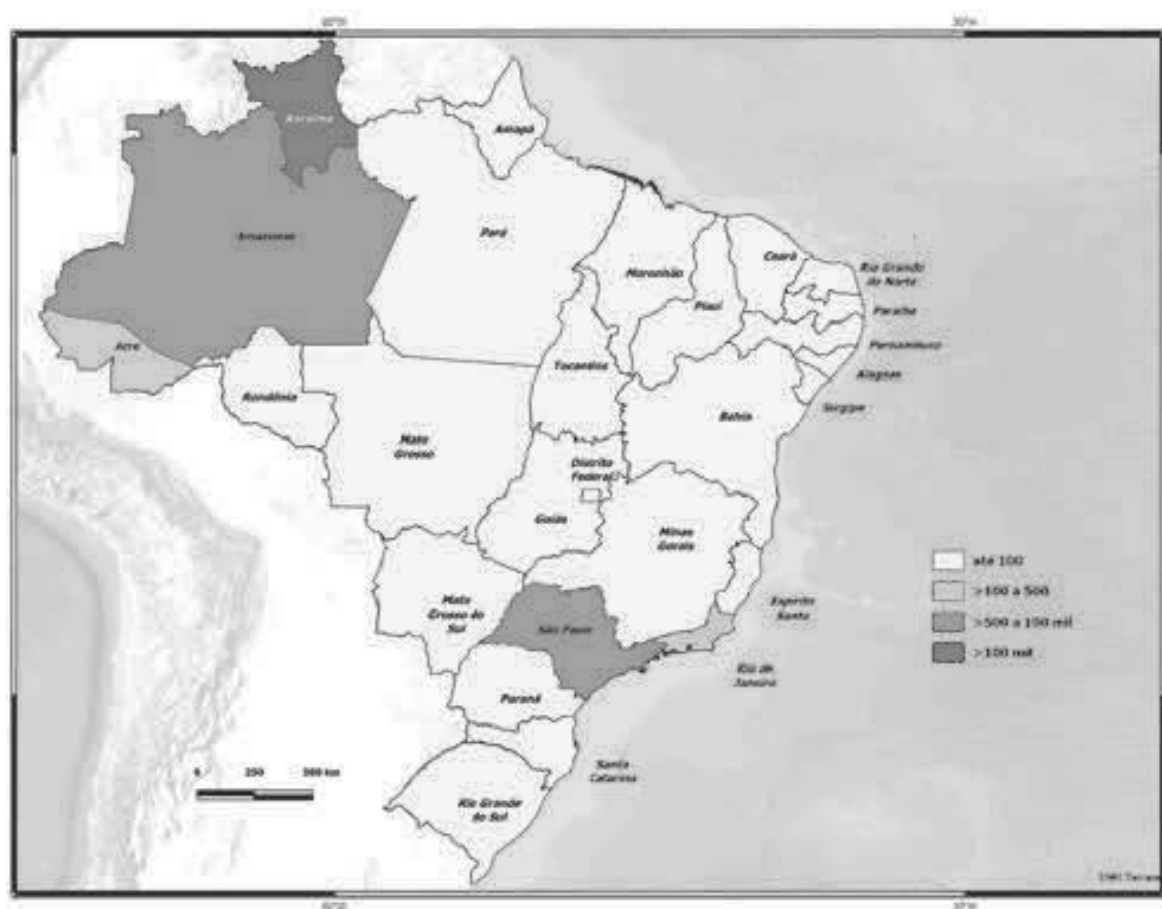 30°W
Roraima
Amapá
Amazonas
Pará
Maranhão
Ceará
Rio Grande
do Norte
Piauí
Paraíba
Acre
Pernambuco
Tocantins
Alagoas
Rondônia
Bahia
Sergipe
Mato
Grosso
Distrito
Federal
Goiás
Minas
Gerais
até 100
>100 a 500
>500 a 100 mil
>100 mil
Mato
Grosso do
Sul
Espírito
Santo
São Paulo
Rio de
Janeiro
Paraná
0 250 500 km
Santa
Catarina
Rio Grande
do Sul